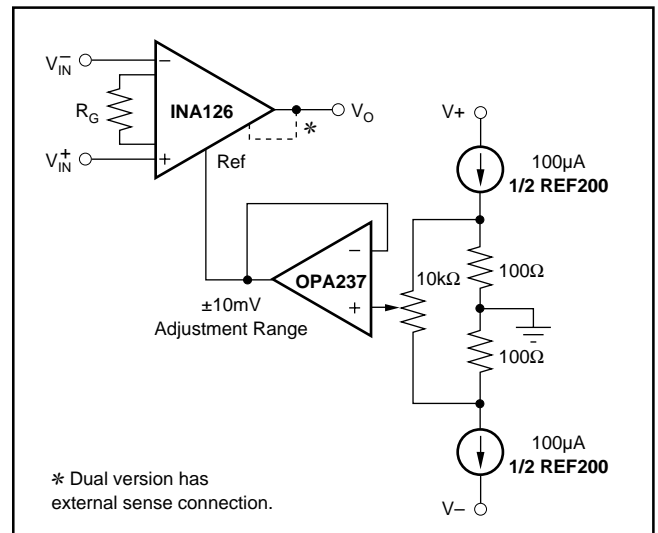 V−IN
−
INA126
VO
RG
*
V+IN
+
Ref
V+
100µA
1/2 REF200
−
OPA237
+
10kΩ
100Ω
±10mV
Adjustment Range
100Ω
100µA
1/2 REF200
* Dual version has
external sense connection.
V−